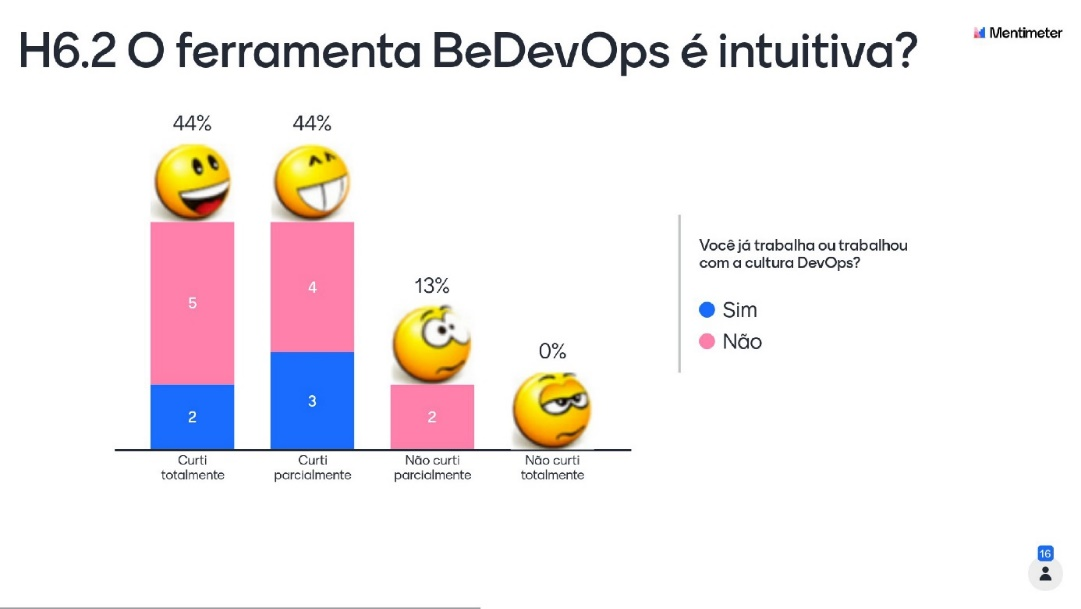 H6.2 O ferramenta BeDevOps é intuitiva?
Mentimeter
44%
44%
13%
0%
5
4
2
3
2
Curti
totalmente
Curti
parcialmente
Não curti
parcialmente
Não curti
totalmente
Você já trabalha ou trabalhou
com a cultura DevOps?
Sim
Não
16